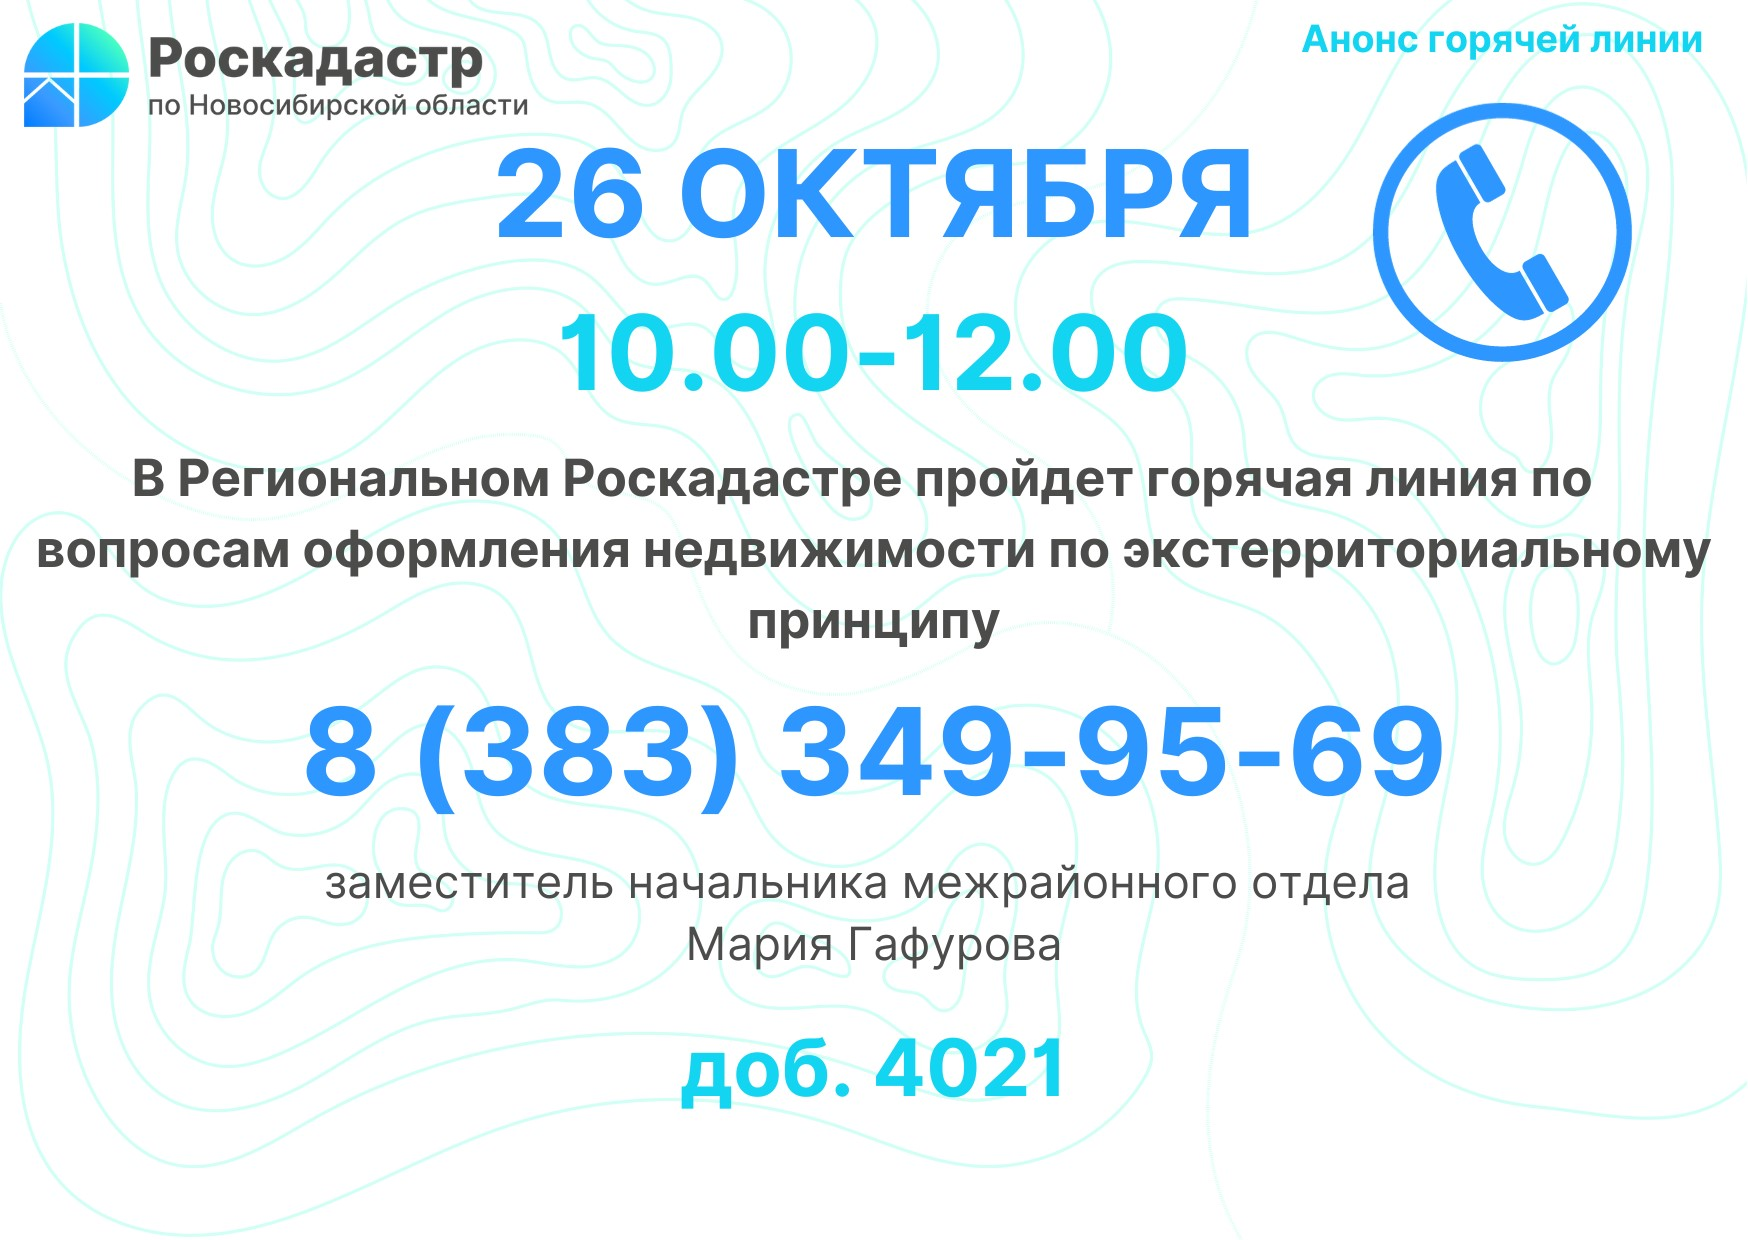 Роскадастр
по Новосибирской области
Анонс горячей линии
26 ОКТЯБРЯ
10.00-12.00
В Региональном Роскадастре пройдет горячая линия по
вопросам оформления недвижимости по экстерриториальному
принципу
8 (383) 349-95-69
заместитель начальника межрайонного отдела
Мария Гафурова
доб. 4021